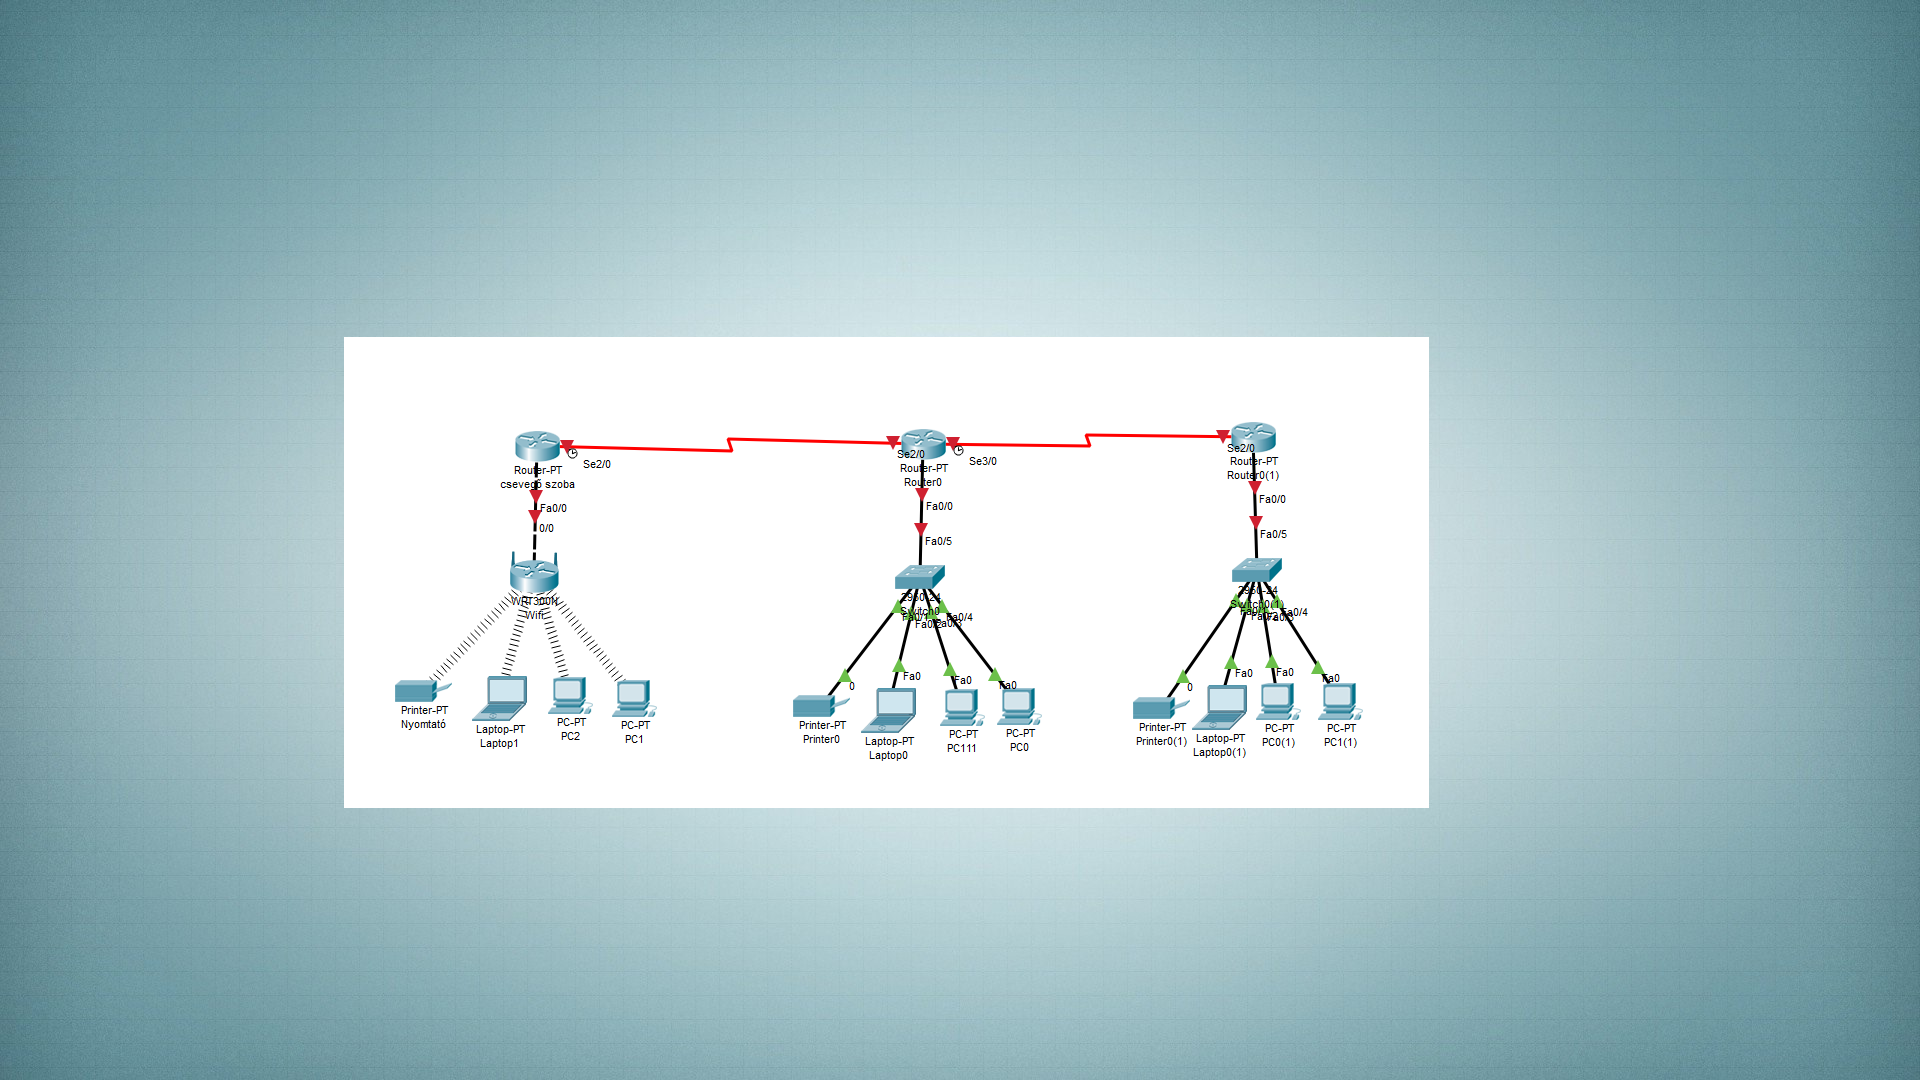 Se2/0
Router-PT
csevegő szoba
Fa0/0
0/0
WRT300N
Wifi
Printer-PT
Nyomtató
Laptop-PT
Laptop1
PC-PT
PC2
PC-PT
PC1
Se2/0
Se3/0
Router-PT
Router0
Fa0/0
Fa0/5
2950-24
Switch0
Fa0/1
Fa0/2
Fa0/3
Fa0/4
0
Fa0
Fa0
Fa0
Printer-PT
Printer0
Laptop-PT
Laptop0
PC-PT
PC111
PC-PT
PC0
Se2/0
Router-PT
Router0(1)
Fa0/0
Fa0/5
2950-24
Switch0(1)
Fa0/1
Fa0/2
Fa0/3
Fa0/4
0
Fa0
Fa0
Fa0
Printer-PT
Printer0(1)
Laptop-PT
Laptop0(1)
PC-PT
PC0(1)
PC-PT
PC1(1)